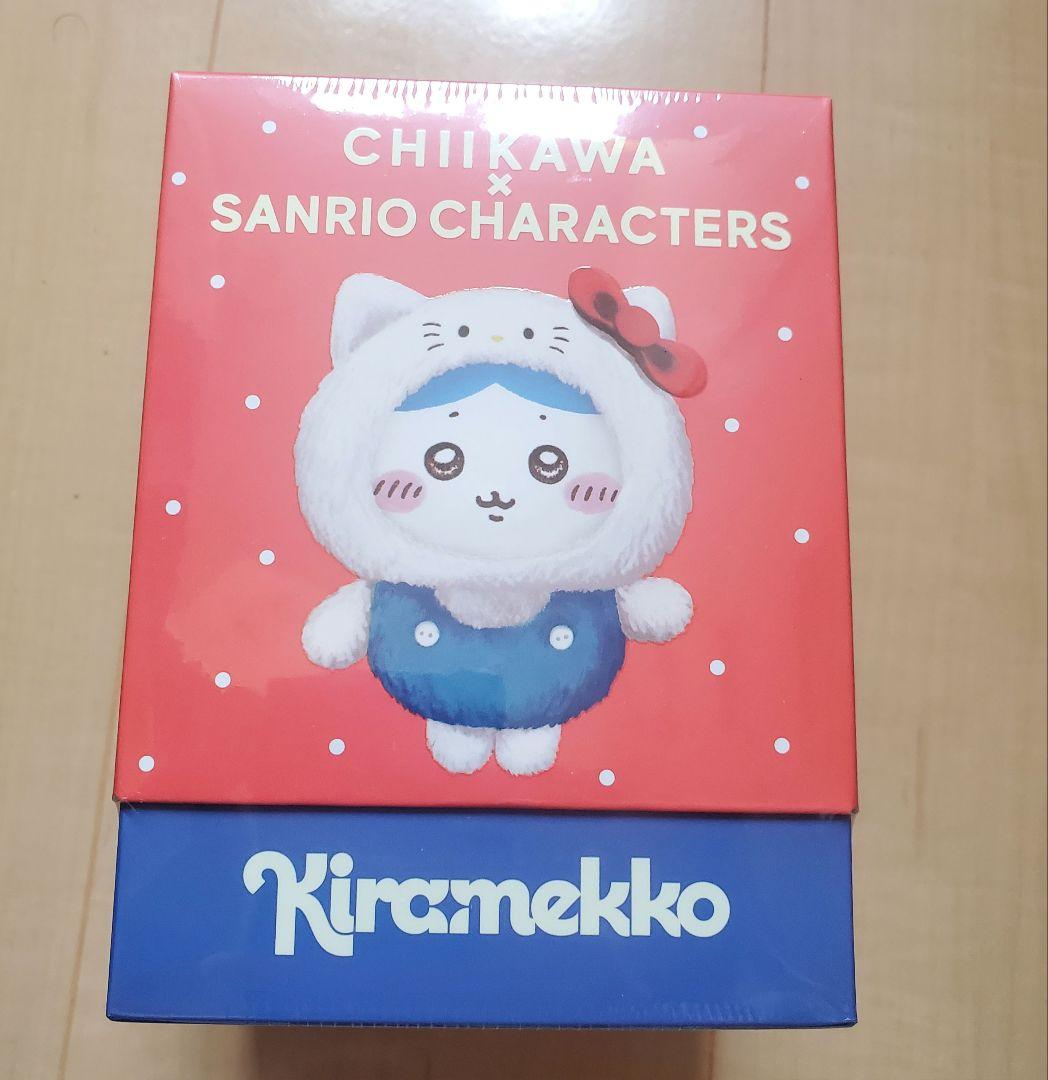 CHIIKAWA
×
SANRIO CHARACTERS
Kiramekko